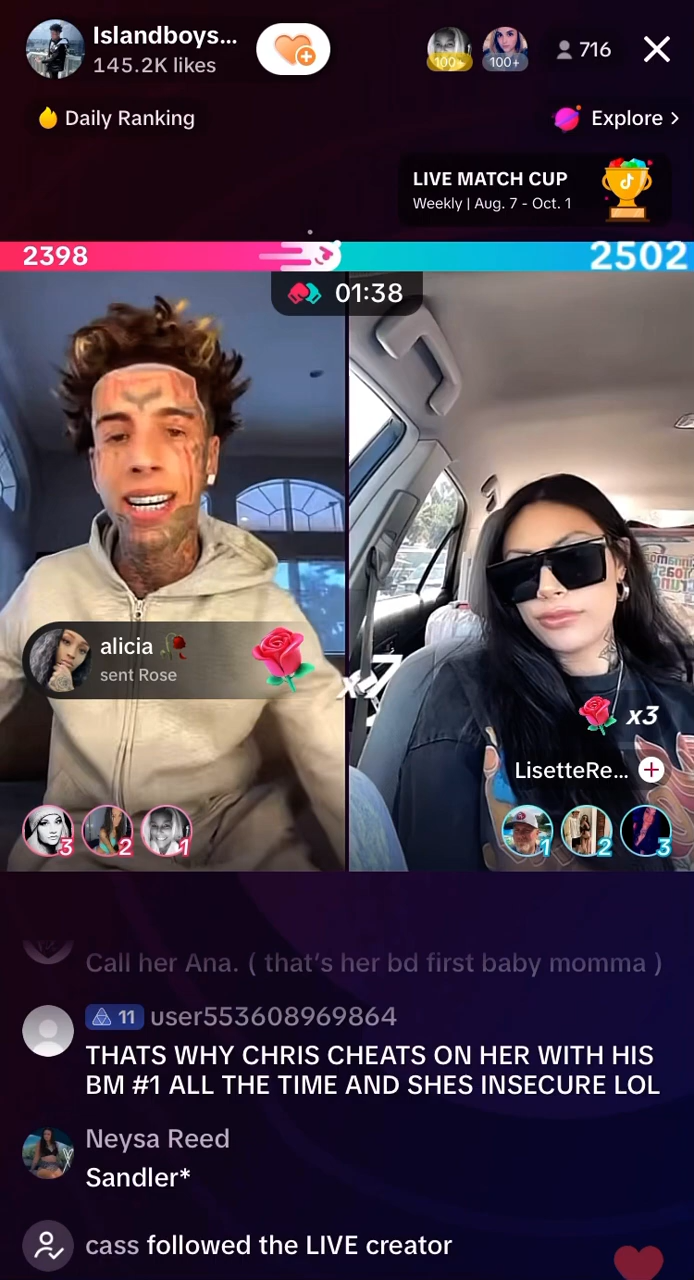 Islandboys...
145.2K likes
100+
100+
716
Daily Ranking
Explore >
LIVE MATCH CUP
Weekly | Aug. 7 - Oct. 1
2398
2502
01:38
alicia 🥀
sent Rose
x7
x3
LisetteRe...
3
2
1
1
2
3
Call her Ana. ( that's her bd first baby momma )
11 user553608969864
THATS WHY CHRIS CHEATS ON HER WITH HIS
BM #1 ALL THE TIME AND SHES INSECURE LOL
Neysa Reed
Sandler*
cass followed the LIVE creator